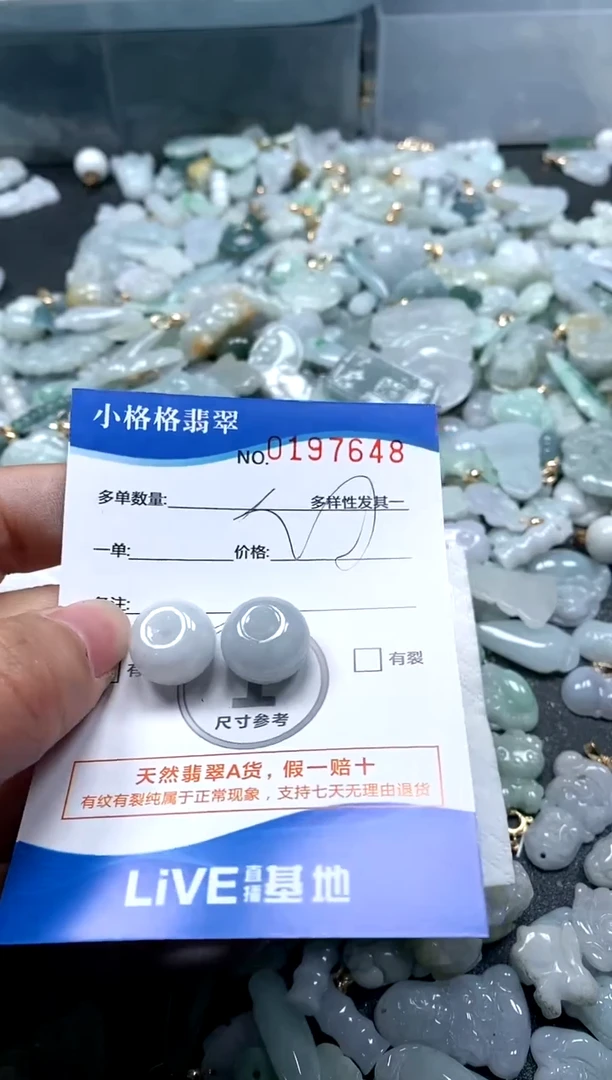 小格格翡翠
NO.0197648
多单数量: 多样性发其一
一单: 价格:
备注:
有 有裂
尺寸参考
天然翡翠A货，假一赔十
有纹有裂纯属于正常现象，支持七天无理由退货
LiVE直播基地